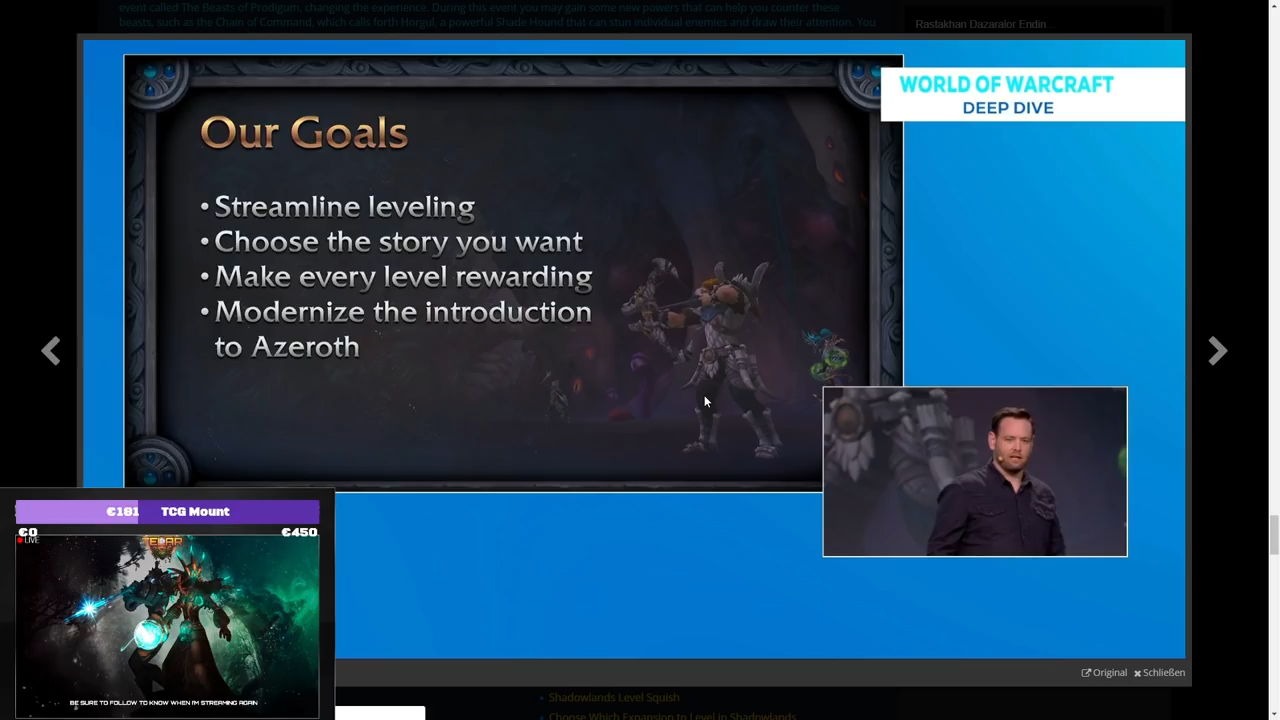 event called The Beasts of Prodigum, changing the experience. During this event you may gain some new powers that can help you counter these
beasts, such as the Chain of Command, which calls forth Horgul, a powerful Shade Hound that can stun individual enemies and draw their attention. You
Rastakhan Dazaralor Endin...
WORLD OF WARCRAFT
DEEP DIVE
Our Goals
• Streamline leveling
• Choose the story you want
• Make every level rewarding
• Modernize the introduction
to Azeroth
€181 TCG Mount
€0 €450
LIVE
BE SURE TO FOLLOW TO KNOW WHEN I'M STREAMING AGAIN
Original Schließen
• Shadowlands Level Squish
• Choose Which Expansion to Level in Shadowlands